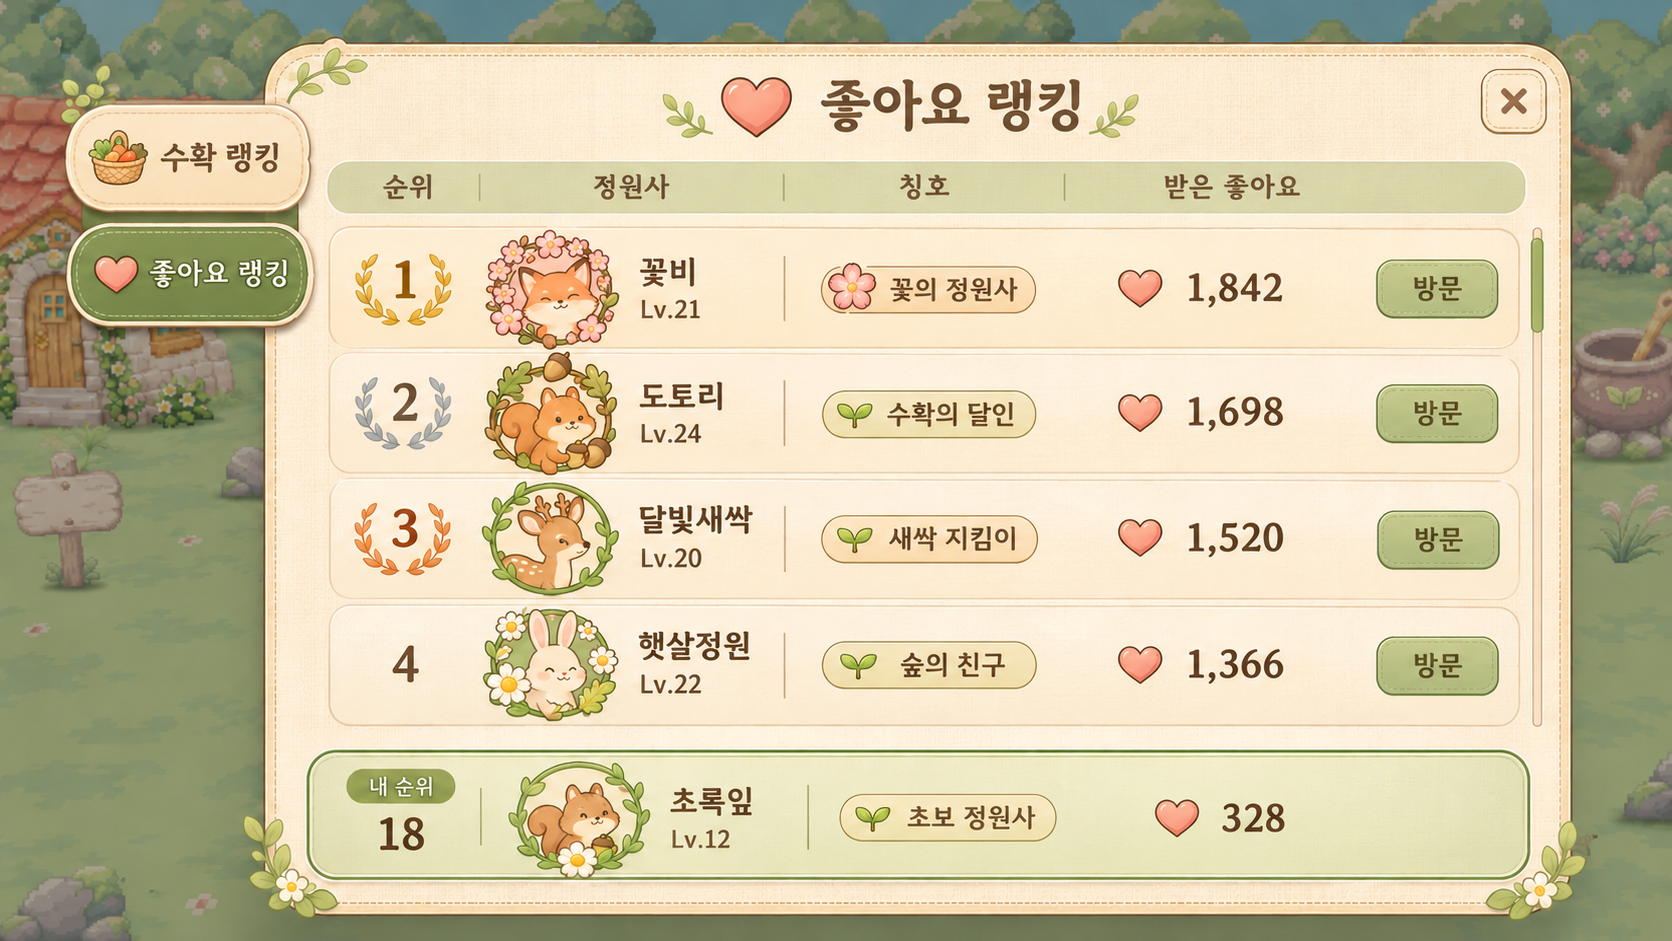 좋아요 랭킹
수확 랭킹
좋아요 랭킹
순위 정원사 칭호 받은 좋아요
1 꽃비 Lv.21 꽃의 정원사 1,842 방문
2 도토리 Lv.24 수확의 달인 1,698 방문
3 달빛새싹 Lv.20 새싹 지킴이 1,520 방문
4 햇살정원 Lv.22 숲의 친구 1,366 방문
내 순위
18 초록잎 Lv.12 초보 정원사 328